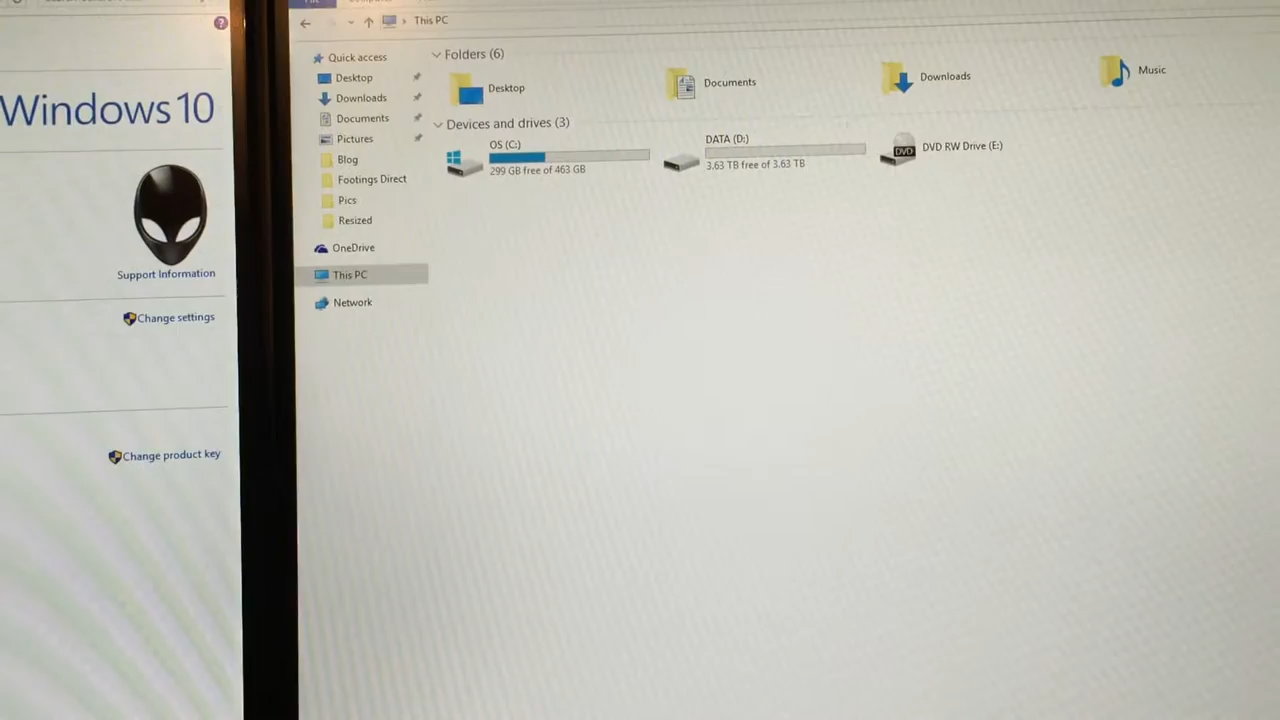 Windows 10
Support Information
Change settings
Change product key
This PC
Quick access
Desktop
Downloads
Documents
Pictures
Blog
Footings Direct
Pics
Resized
OneDrive
This PC
Network
Folders (6)
Desktop
Documents
Downloads
Music
Devices and drives (3)
OS (C:)
299 GB free of 463 GB
DATA (D:)
3.63 TB free of 3.63 TB
DVD
DVD RW Drive (E:)